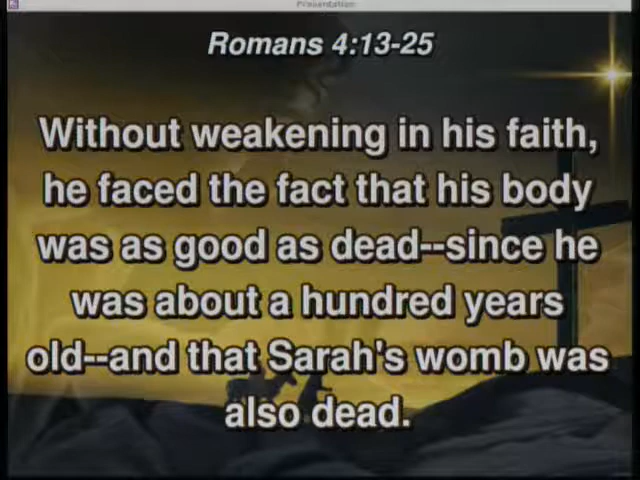 Presentation
Romans 4:13-25
Without weakening in his faith,
he faced the fact that his body
was as good as dead--since he
was about a hundred years
old--and that Sarah's womb was
also dead.